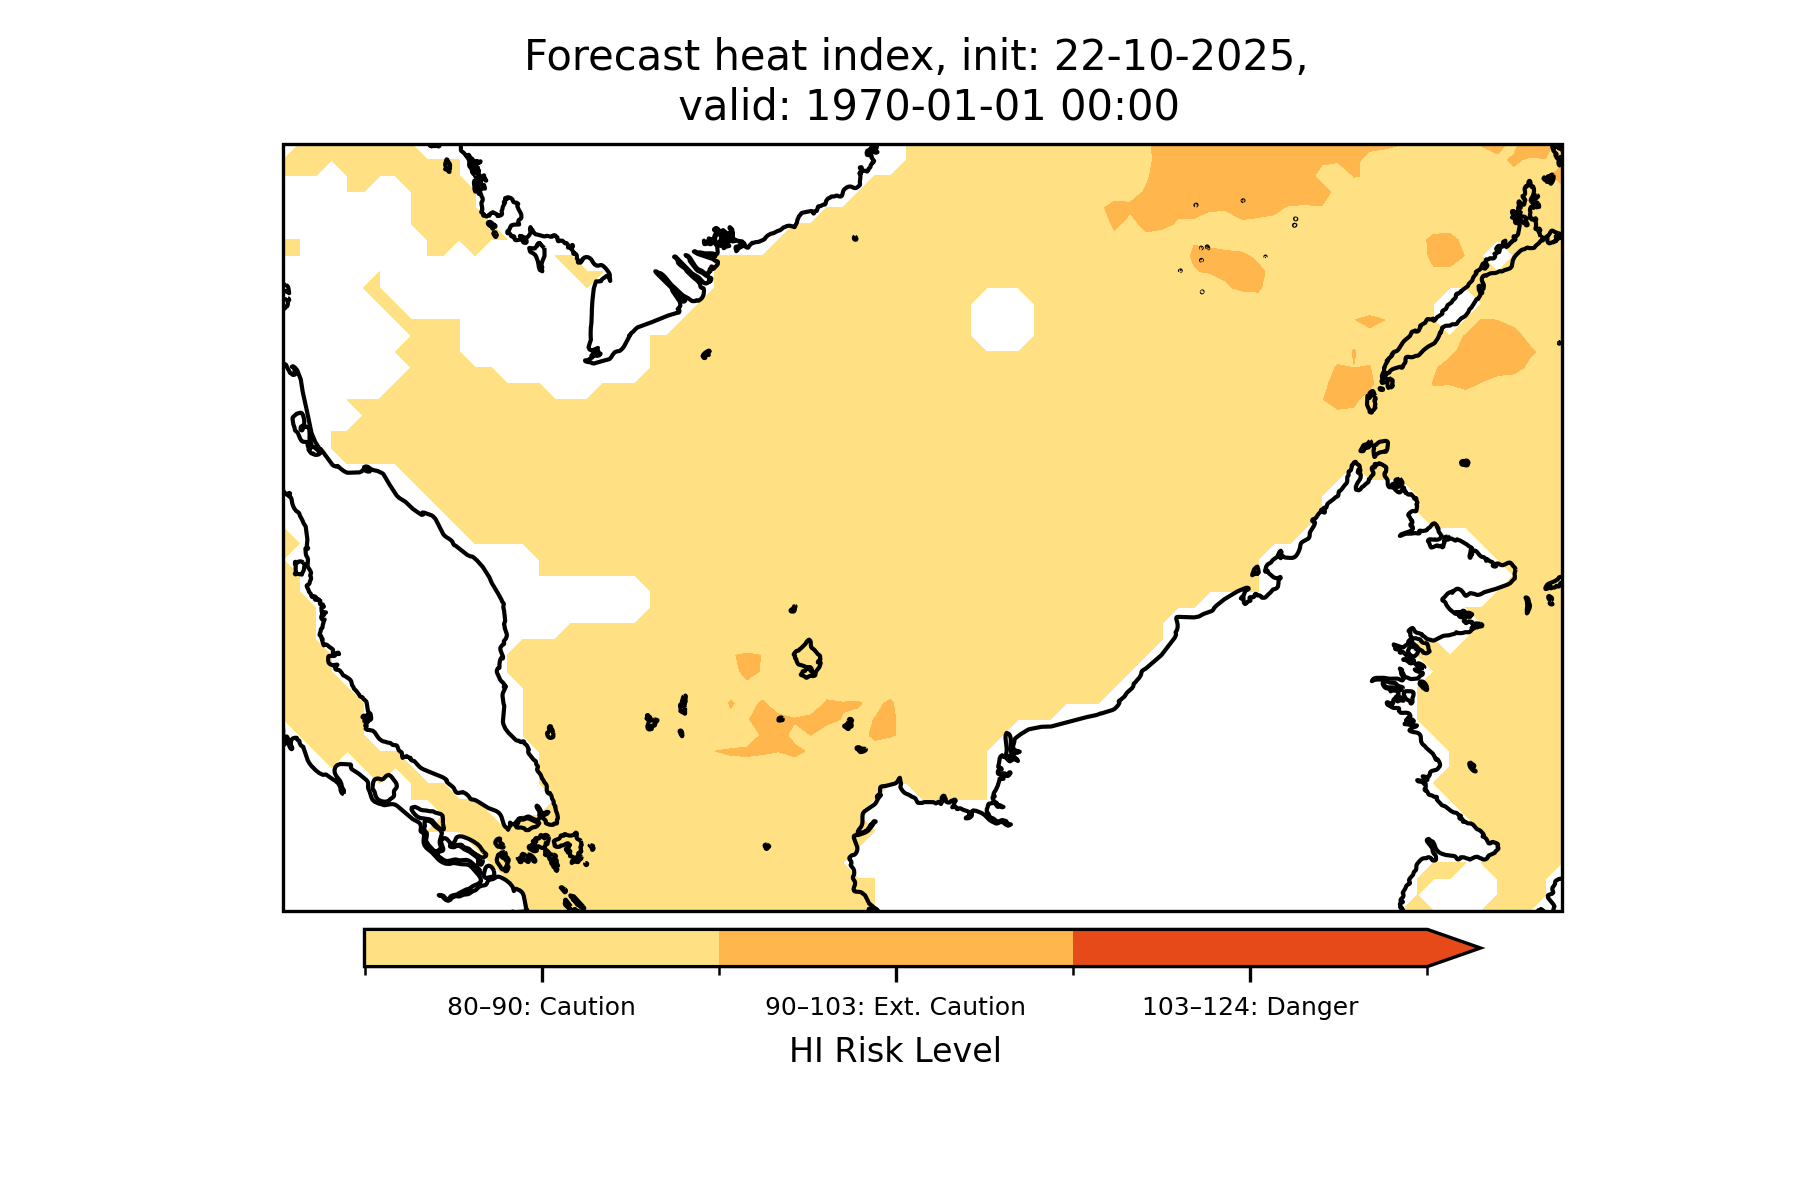 Forecast heat index, init: 22-10-2025,
valid: 1970-01-01 00:00
80–90: Caution
90–103: Ext. Caution
103–124: Danger
HI Risk Level